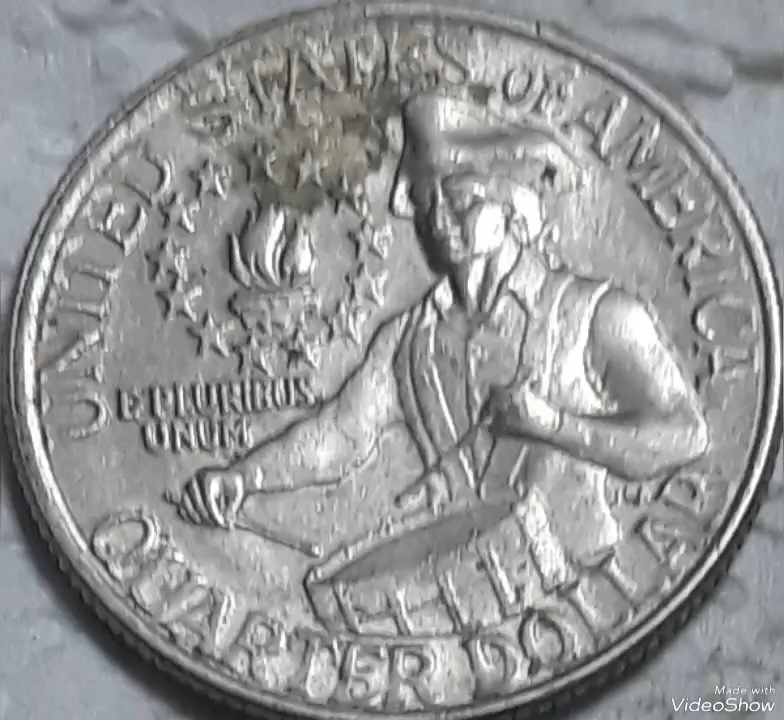 UNITED STATES OF AMERICA
E PLURIBUS
UNUM
QUARTER DOLLAR
Made with
VideoShow